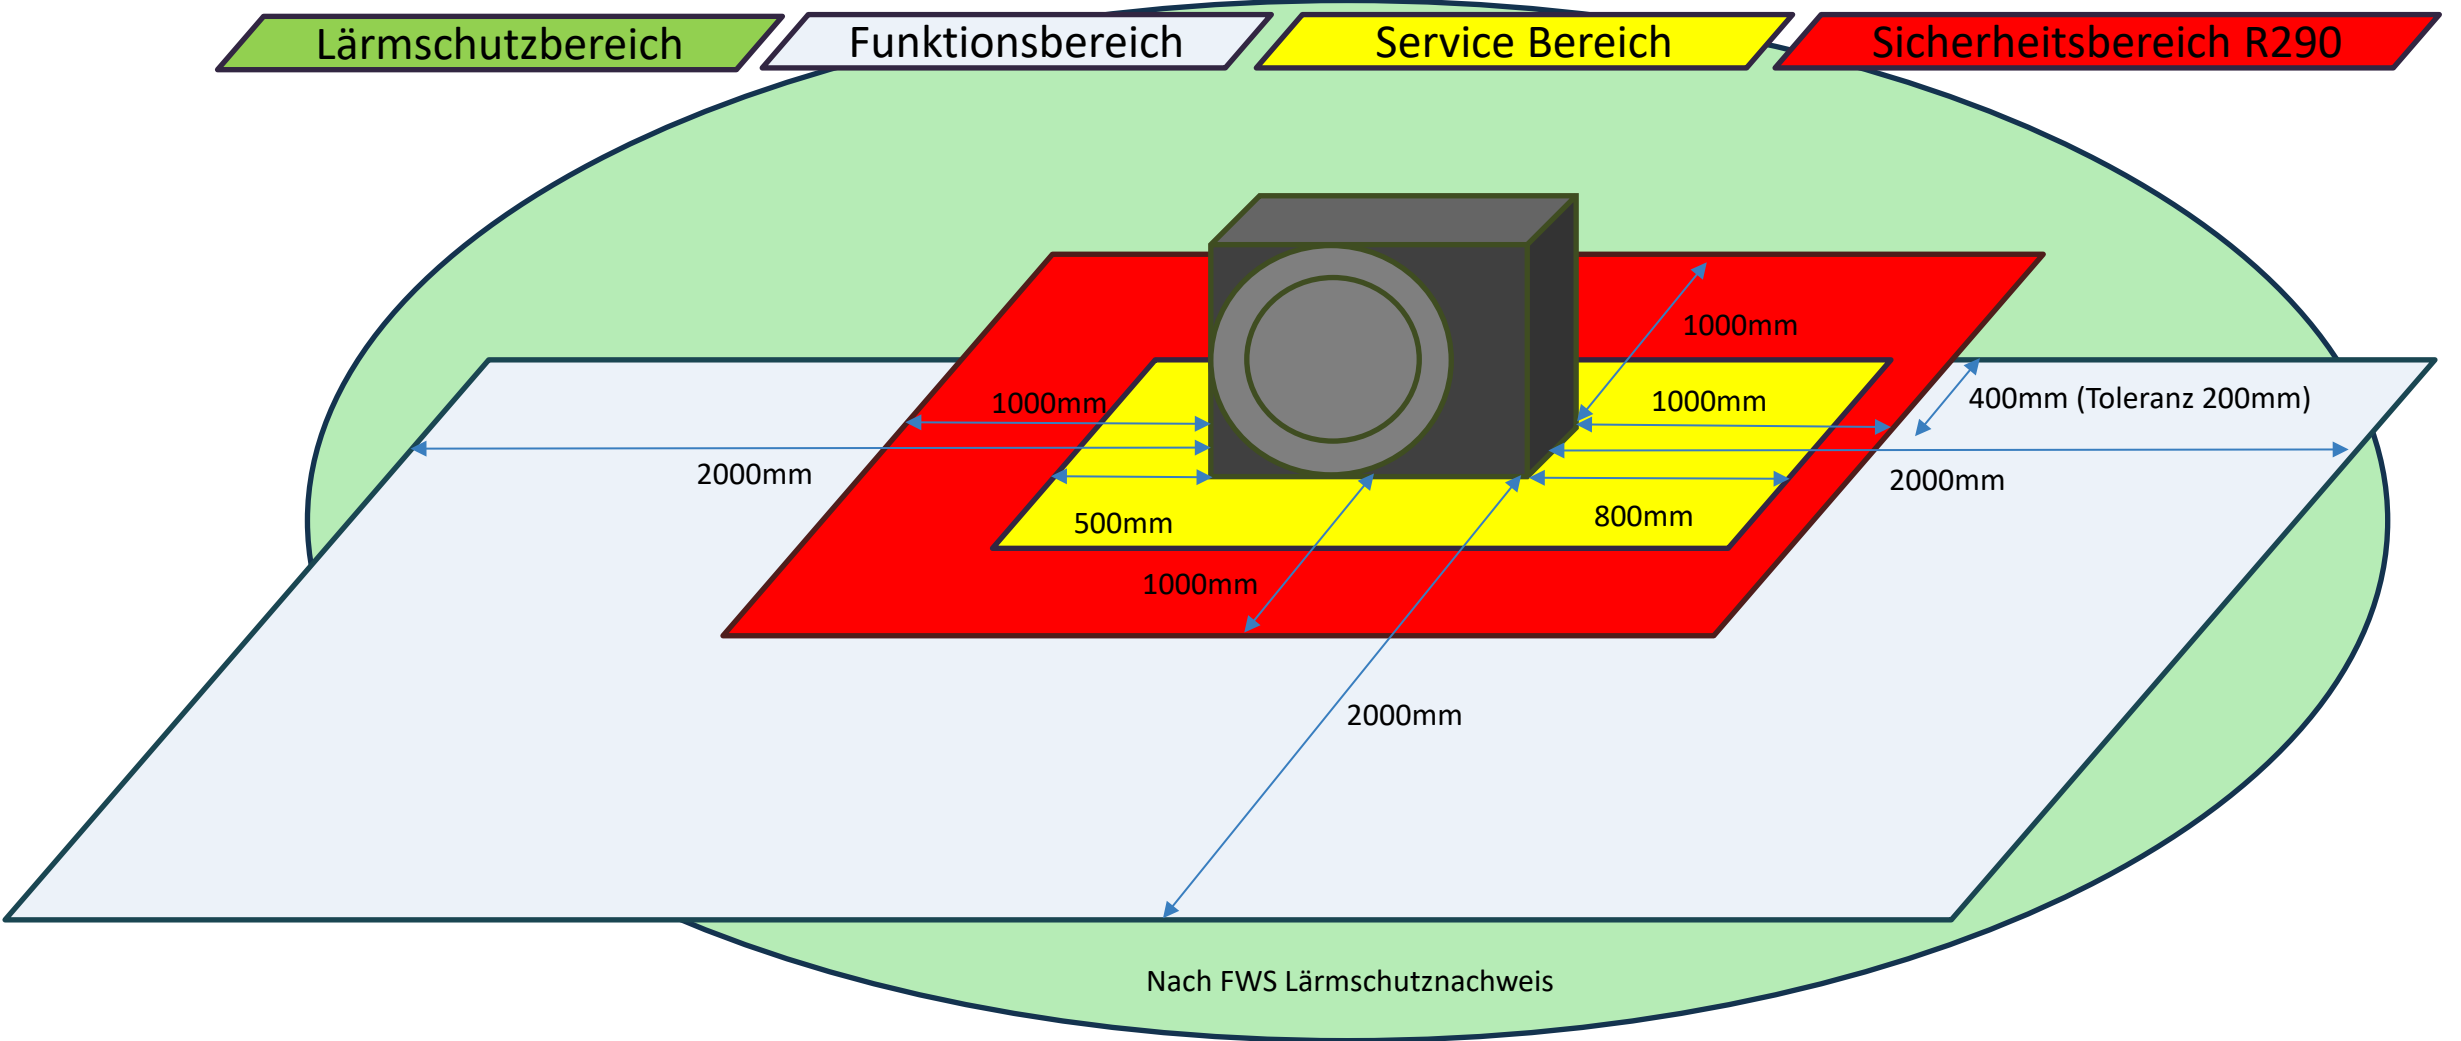 Lärmschutzbereich
Funktionsbereich
Service Bereich
Sicherheitsbereich R290
1000mm
1000mm
1000mm
400mm (Toleranz 200mm)
2000mm
2000mm
500mm
800mm
1000mm
2000mm
Nach FWS Lärmschutznachweis